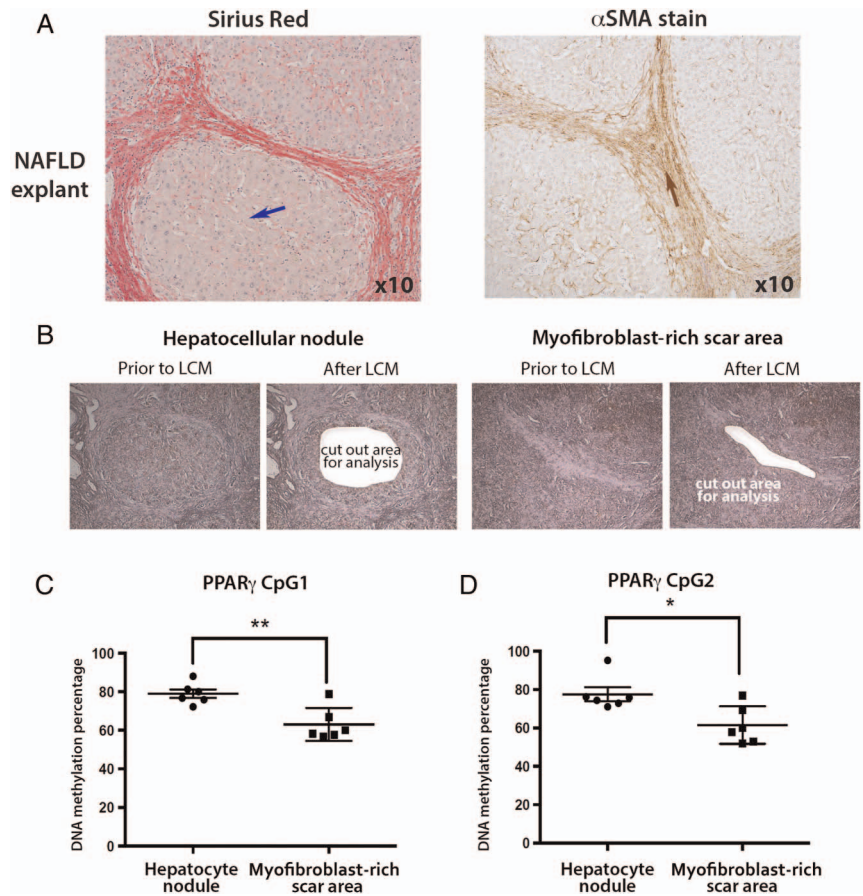 A
Sirius Red
αSMA stain
NAFLD
explant
x10
x10
B
Hepatocellular nodule
Myofibroblast-rich scar area
Prior to LCM
After LCM
Prior to LCM
After LCM
cut out area
for analysis
cut out area
for analysis
C
PPARγ CpG1
**
DNA methylation percentage
100
80
60
40
20
0
Hepatocyte
nodule
Myofibroblast-rich
scar area
D
PPARγ CpG2
*
DNA methylation percentage
100
80
60
40
20
0
Hepatocyte
nodule
Myofibroblast-rich
scar area